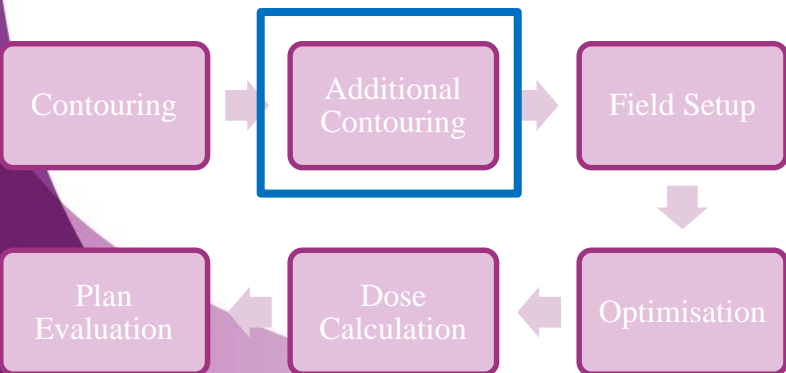 Contouring
Additional
Contouring
Field Setup
Optimisation
Dose
Calculation
Plan
Evaluation